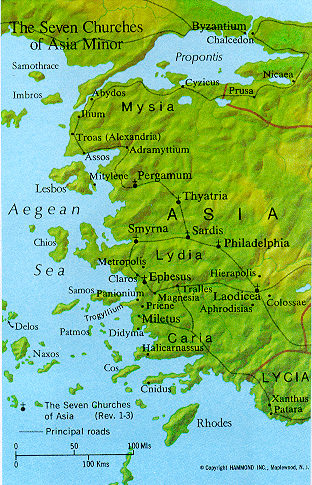 The Seven Churches
of Asia Minor
Byzantium
Chalcedon
Samothrace
Propontis
Nicaea
Imbros
Abydos
Cyzicus
Prusa
Mysia
Ilium
Troas (Alexandria)
Adramyttium
Assos
Mitylene
Pergamum
Lesbos
Thyatira
Aegean
ASIA
Smyrna
Sardis
Philadelphia
Chios
Lydia
Sea
Metropolis
Hierapolis
Claros
Ephesus
Samos
Panionium
Tralles
Laodicea
Magnesia
Colossae
Priene
Aphrodisias
Trogyllium
Miletus
Delos
Patmos
Didyma
Carla
Naxos
Halicarnassus
Cos
LYCIA
Cnidus
Xanthus
Patara
The Seven Churches
of Asia (Rev. 1-3)
Principal roads
Rhodes
0 50 100 Mls
0 100 Kms
© Copyright HAMMOND INC., Maplewood, N. J.